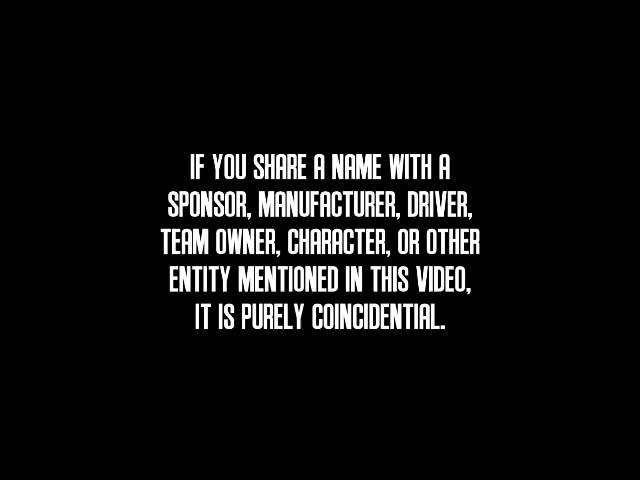 IF YOU SHARE A NAME WITH A
SPONSOR, MANUFACTURER, DRIVER,
TEAM OWNER, CHARACTER, OR OTHER
ENTITY MENTIONED IN THIS VIDEO,
IT IS PURELY COINCIDENTIAL.